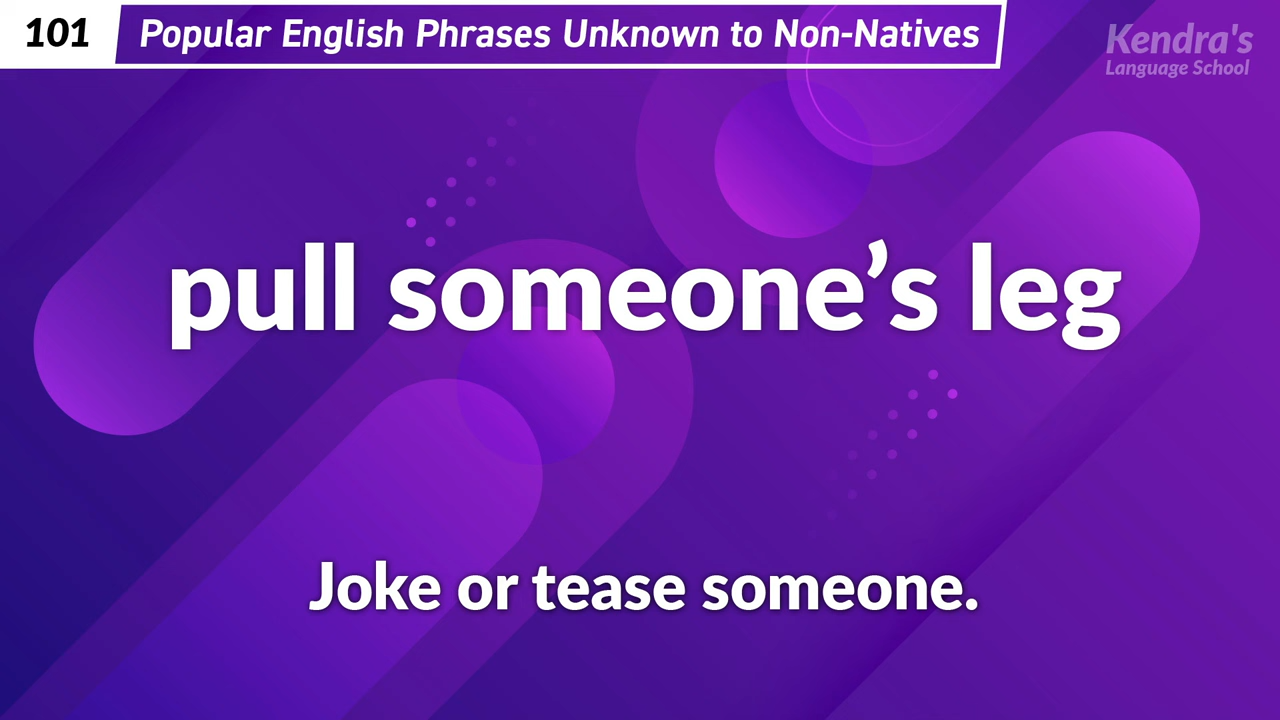 101 Popular English Phrases Unknown to Non-Natives
Kendra's
Language School
pull someone’s leg
Joke or tease someone.